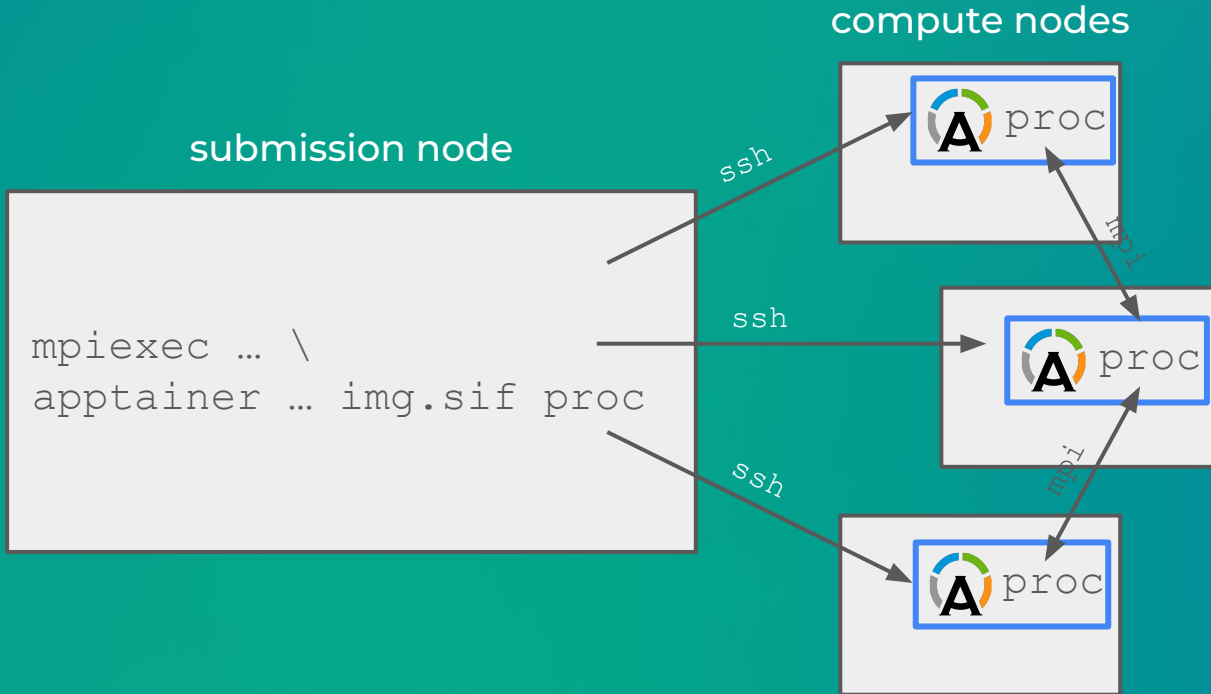 compute nodes
submission node
mpiexec … \
apptainer … img.sif proc
ssh
ssh
ssh
A proc
mpi
A proc
mpi
A proc